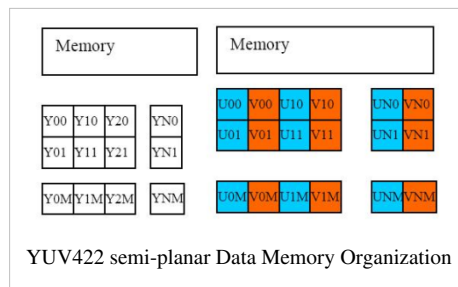 Memory Memory
Y00 Y10 Y20 YN0 U00 V00 U10 V10 UN0 VN0
Y01 Y11 Y21 YN1 U01 V01 U11 V11 UN1 VN1
Y0M Y1M Y2M YNM U0M V0M U1M V1M UNM VNM
YUV422 semi-planar Data Memory Organization